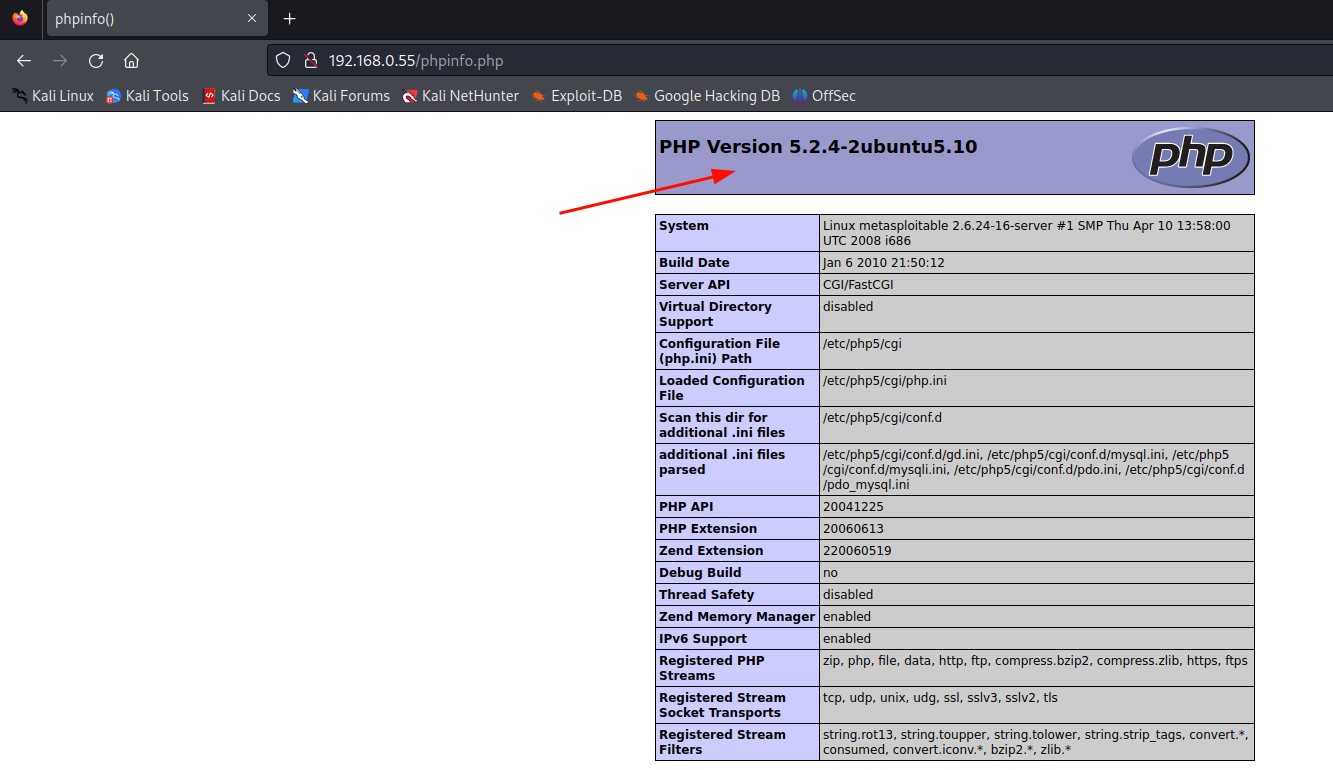 phpinfo()
192.168.0.55/phpinfo.php
Kali Linux
Kali Tools
Kali Docs
Kali Forums
Kali NetHunter
Exploit-DB
Google Hacking DB
OffSec
PHP Version 5.2.4-2ubuntu5.10
php
System
Linux metasploitable 2.6.24-16-server #1 SMP Thu Apr 10 13:58:00
UTC 2008 i686
Build Date
Jan 6 2010 21:50:12
Server API
CGI/FastCGI
Virtual Directory
Support
disabled
Configuration File
(php.ini) Path
/etc/php5/cgi
Loaded Configuration
File
/etc/php5/cgi/php.ini
Scan this dir for
additional .ini files
/etc/php5/cgi/conf.d
additional .ini files
parsed
/etc/php5/cgi/conf.d/gd.ini, /etc/php5/cgi/conf.d/mysql.ini, /etc/php5
/cgi/conf.d/mysqli.ini, /etc/php5/cgi/conf.d/pdo.ini, /etc/php5/cgi/conf.d
/pdo_mysql.ini
PHP API
20041225
PHP Extension
20060613
Zend Extension
220060519
Debug Build
no
Thread Safety
disabled
Zend Memory Manager
enabled
IPv6 Support
enabled
Registered PHP
Streams
zip, php, file, data, http, ftp, compress.bzip2, compress.zlib, https, ftps
Registered Stream
Socket Transports
tcp, udp, unix, udg, ssl, sslv3, sslv2, tls
Registered Stream
Filters
string.rot13, string.toupper, string.tolower, string.strip_tags, convert.*,
consumed, convert.iconv.*, bzip2.*, zlib.*